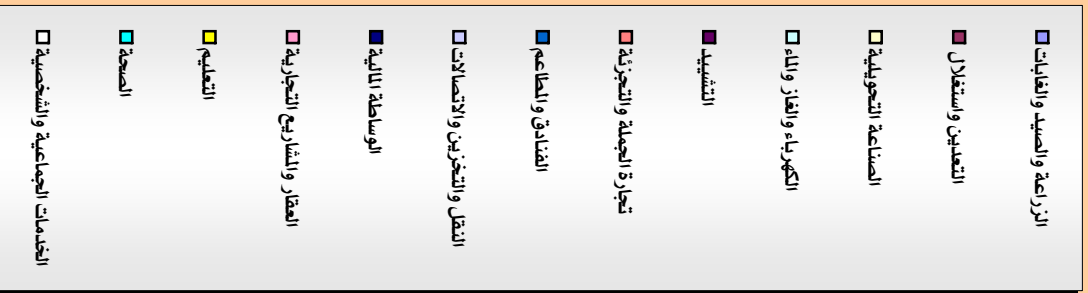 الزراعة والصيد والغابات
التعدين واستغلال
الصناعة التحويلية
الكهرباء والغاز والماء
التشييد
تجارة الجملة والتجزئة
الفنادق والمطاعم
النقل والتخزين والاتصالات
الوساطة المالية
العقار والمشاريع التجارية
التعليم
الصحة
الخدمات الجماعية والشخصية